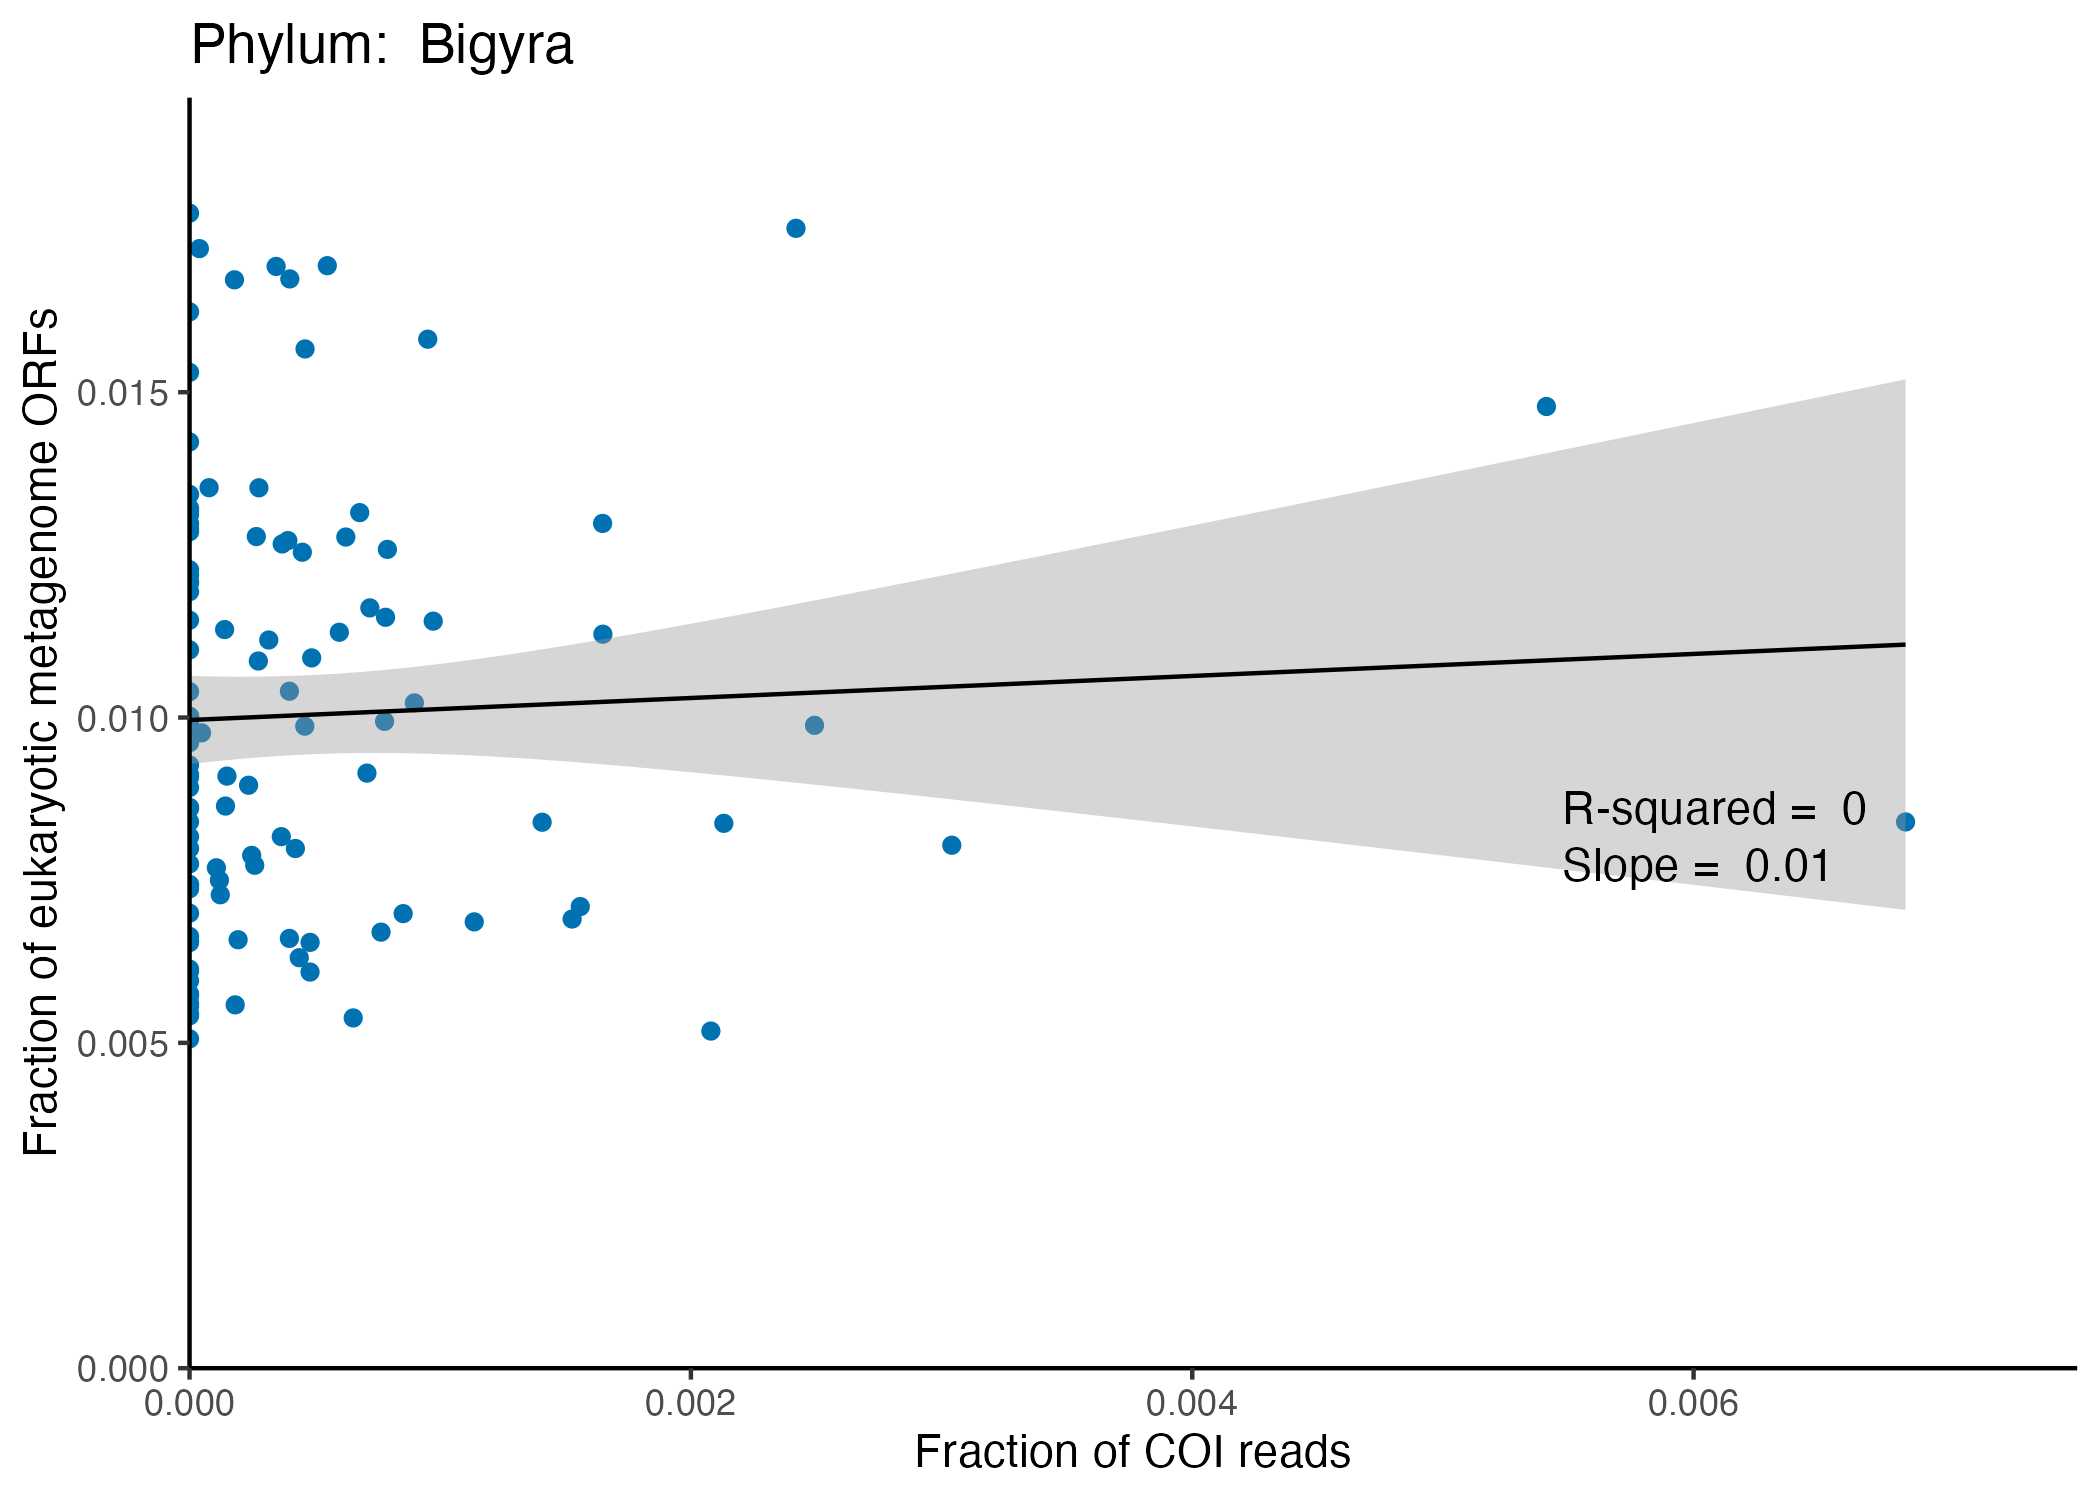 Phylum:  Bigyra
Fraction of eukaryotic metagenome ORFs
0.015
0.010
0.005
0.000
R-squared =  0
Slope =  0.01
0.000
0.002
0.004
0.006
Fraction of COI reads